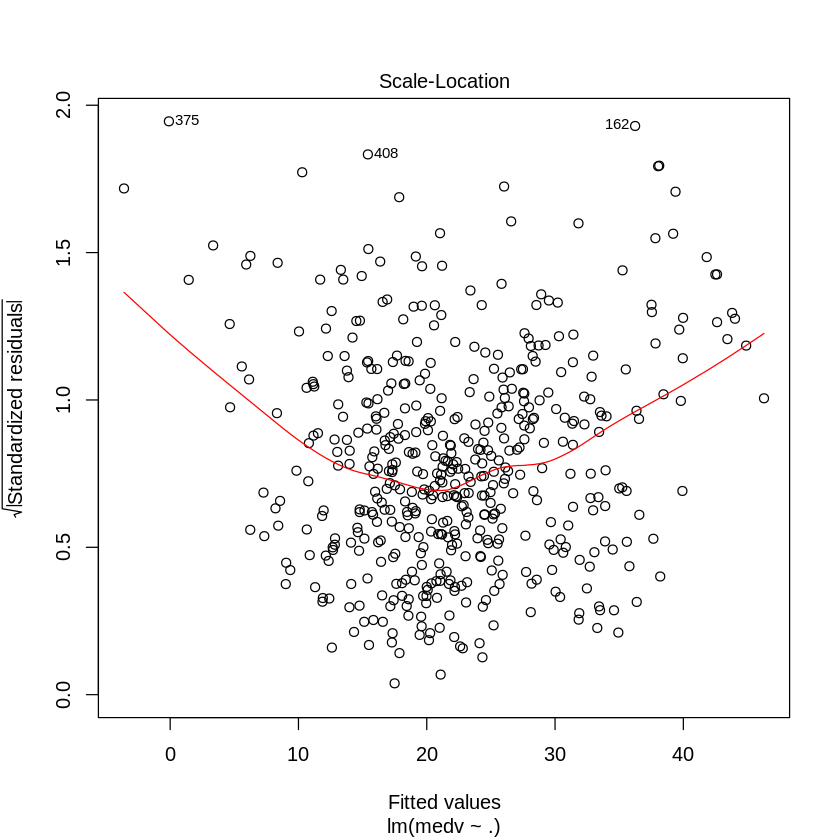 Scale-Location
2.0
375
162
408
1.5
1.0
0.5
0.0
√|Standardized residuals|
0 10 20 30 40
Fitted values
lm(medv ~ .)